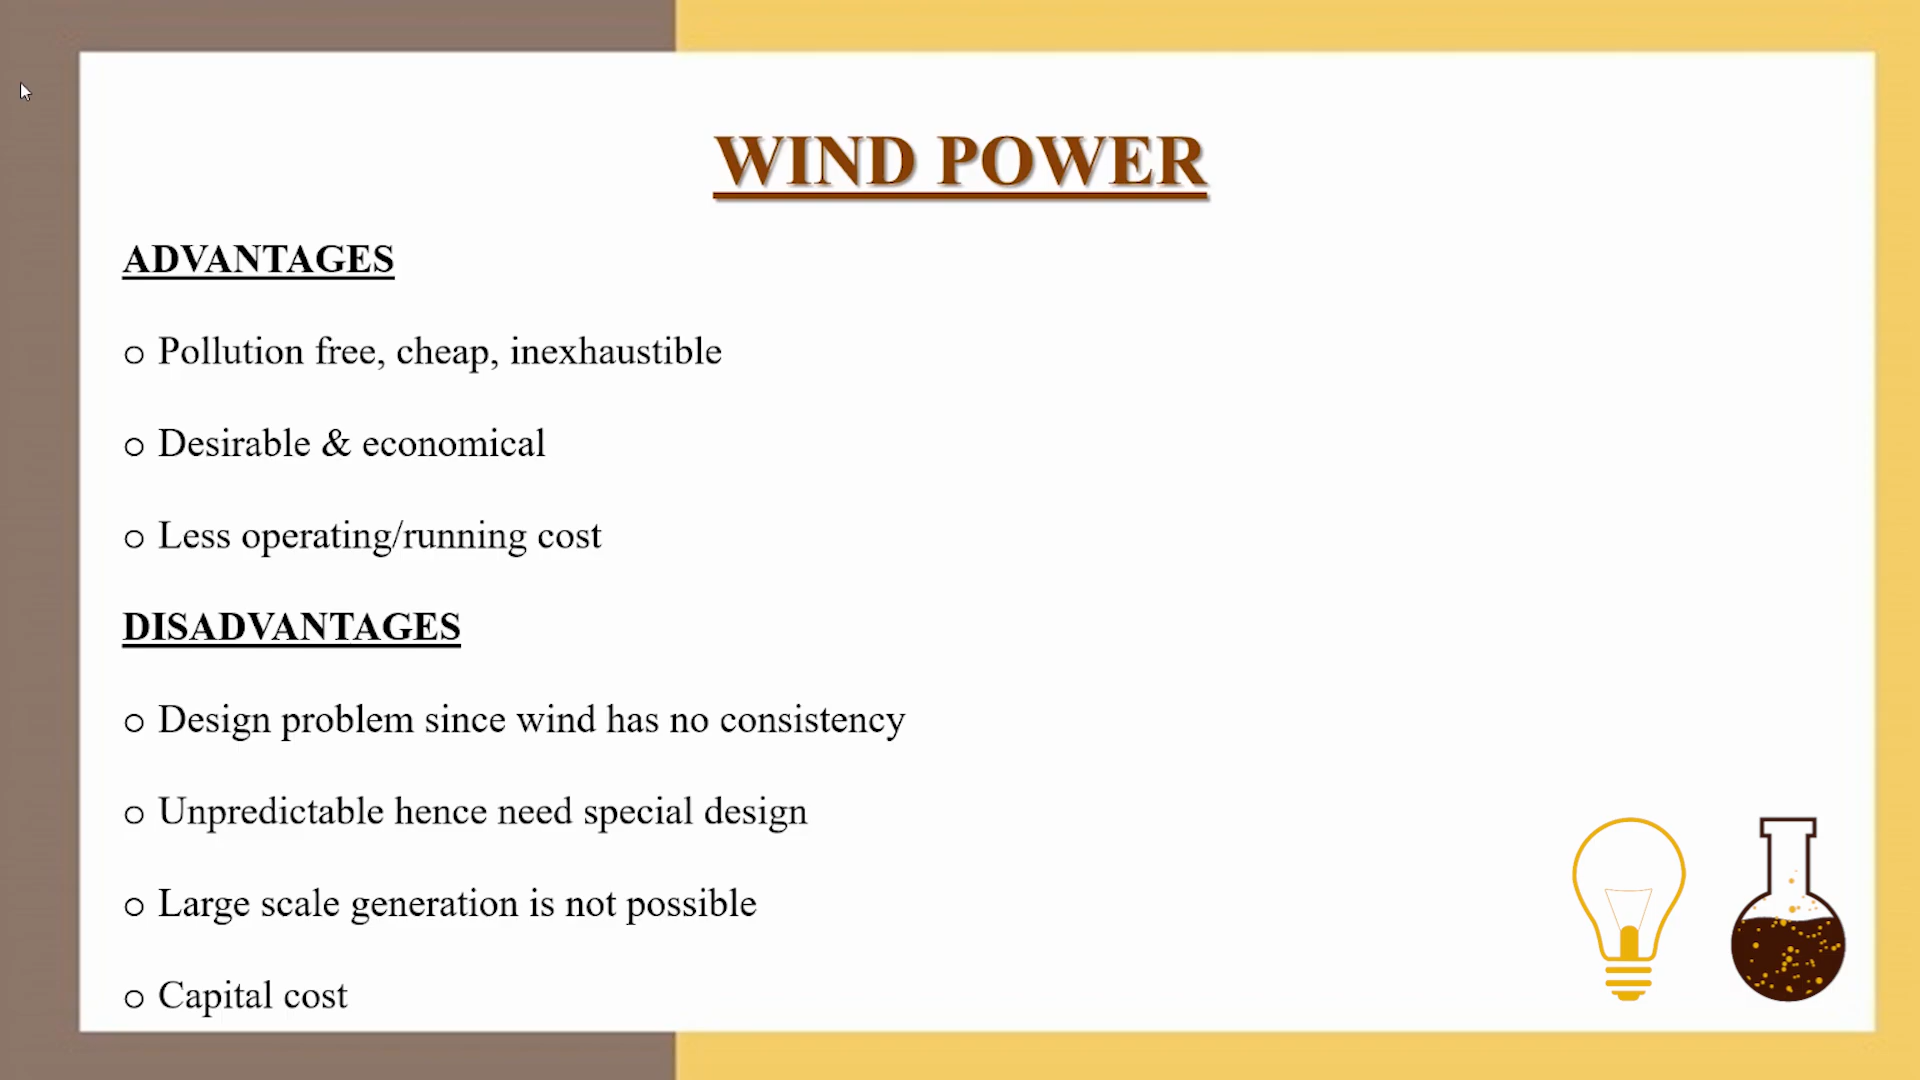 WIND POWER
ADVANTAGES
o Pollution free, cheap, inexhaustible
o Desirable & economical
o Less operating/running cost
DISADVANTAGES
o Design problem since wind has no consistency
o Unpredictable hence need special design
o Large scale generation is not possible
o Capital cost